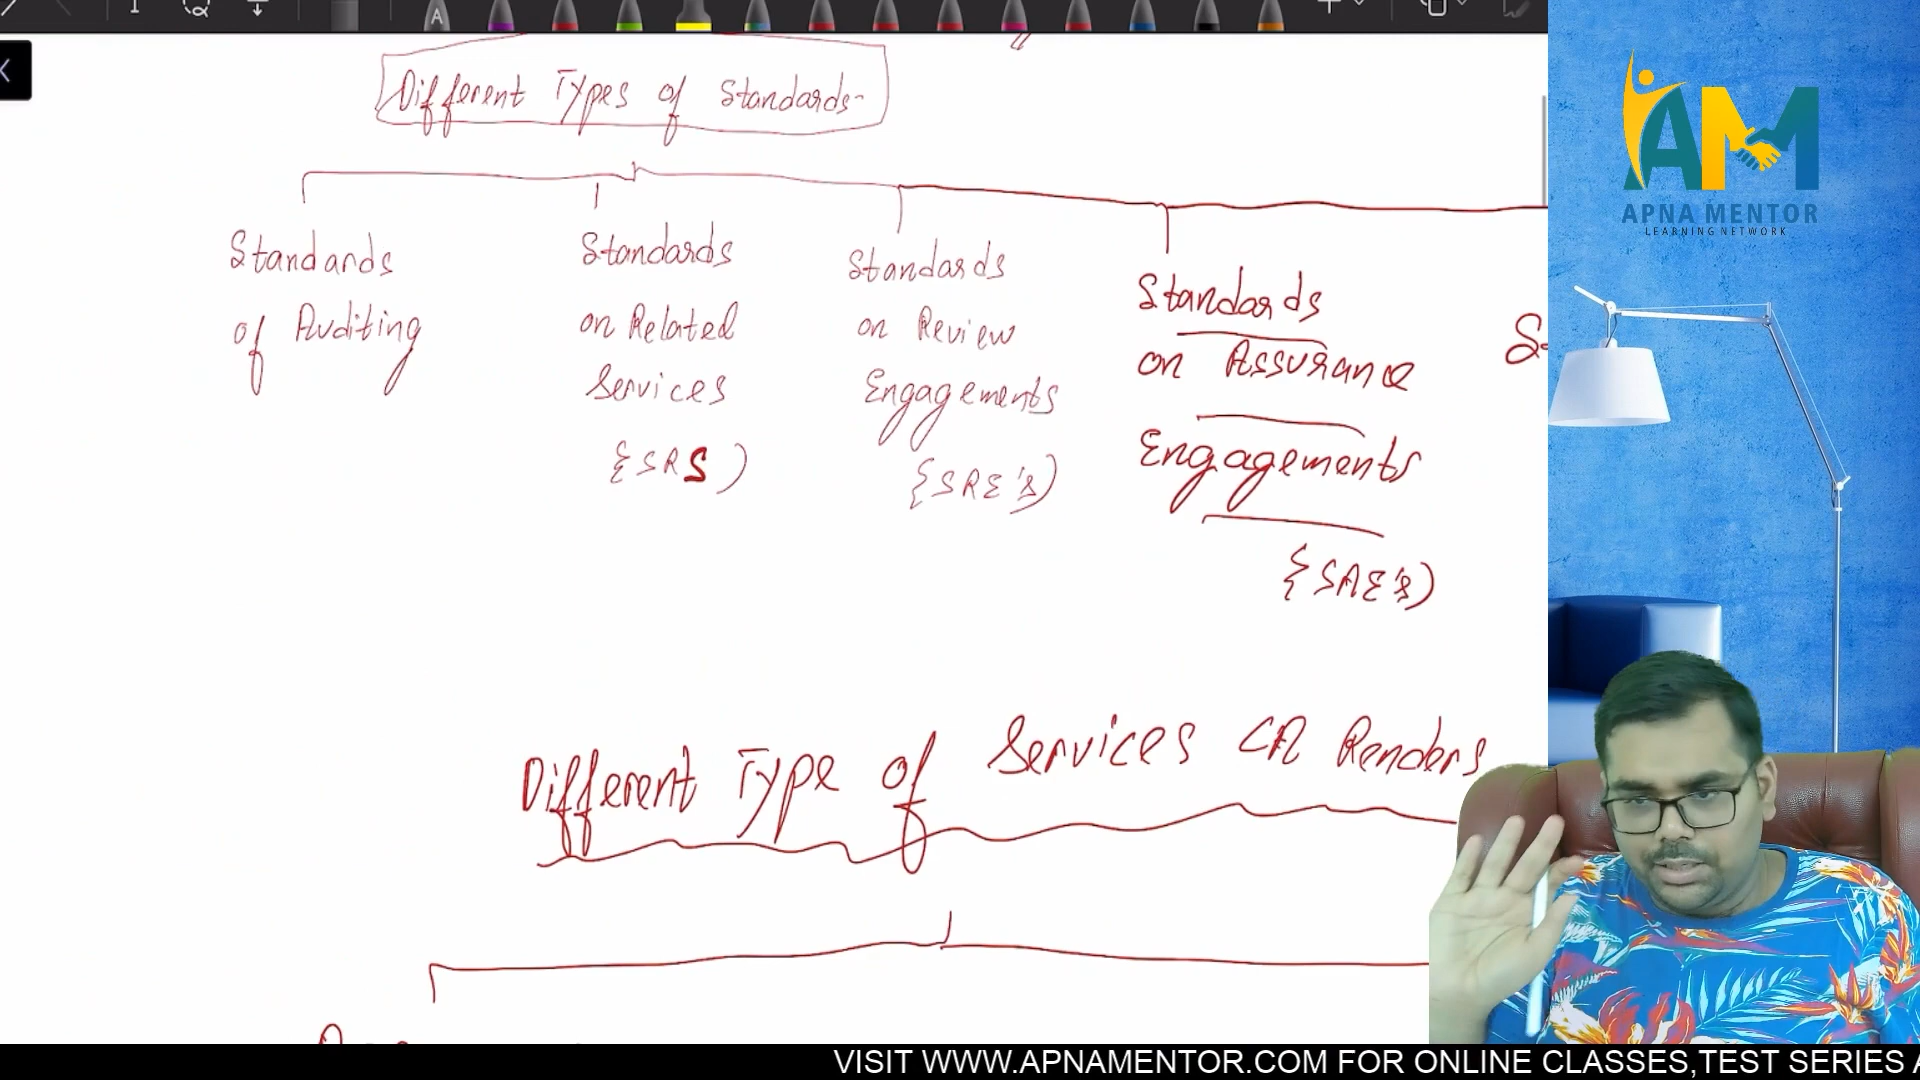 Different Types of Standards-
Standards
of Auditing
Standards
on Related
Services
{SRS)
Standards
on Review
Engagements
{SRE's)
Standards
on Assurance
Engagements
{SAE's)
S
Different Type of Services CA Renders
AM
APNA MENTOR
LEARNING NETWORK
VISIT WWW.APNAMENTOR.COM FOR ONLINE CLASSES,TEST SERIES A